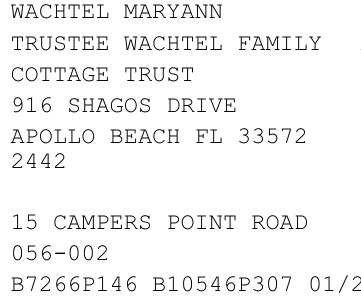 WACHTEL MARYANN
TRUSTEE WACHTEL FAMILY
COTTAGE TRUST
916 SHAGOS DRIVE
APOLLO BEACH FL 33572
2442
15 CAMPERS POINT ROAD
056-002
B7266P146 B10546P307 01/2